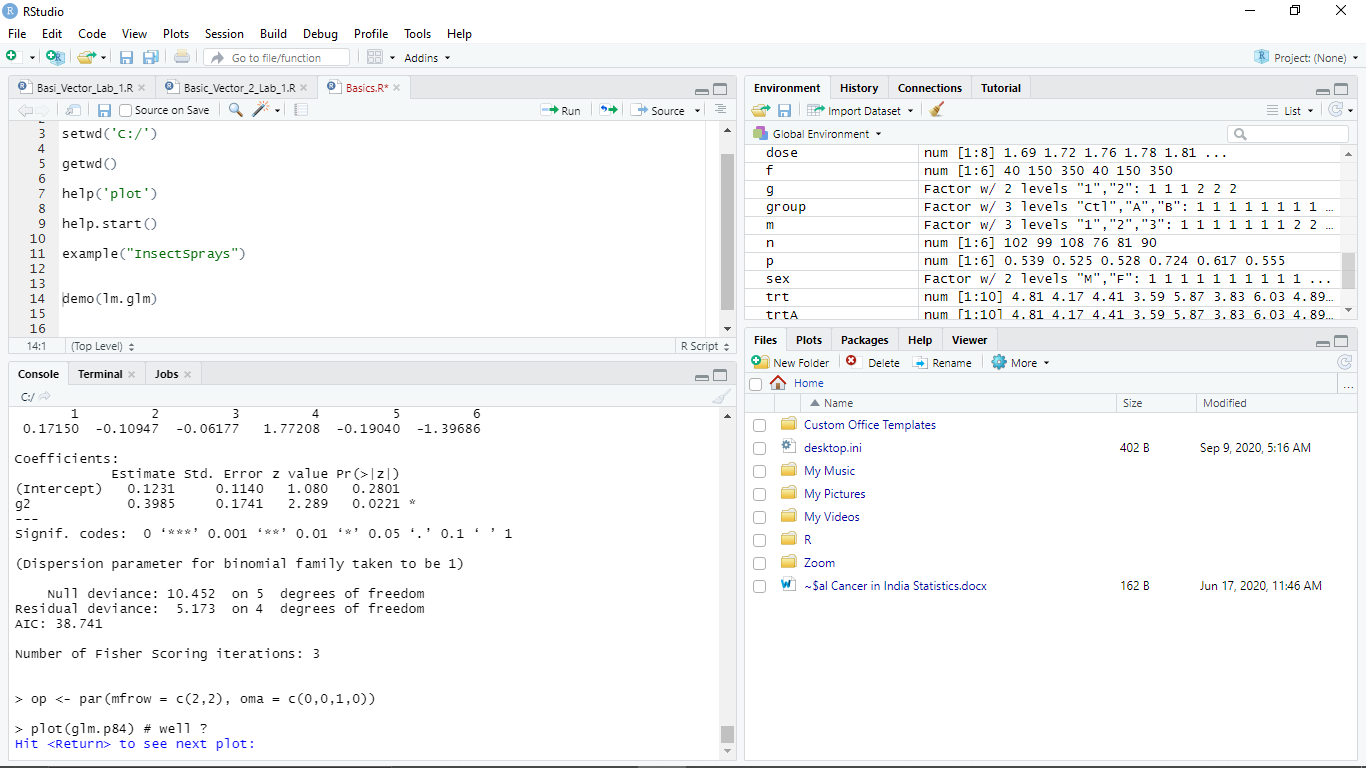 RStudio
File Edit Code View Plots Session Build Debug Profile Tools Help
Go to file/function Addins Project: (None)
Basi_Vector_Lab_1.R Basic_Vector_2_Lab_1.R Basics.R*
Source on Save Run Source
3 setwd('C:/')
4
5 getwd()
6
7 help('plot')
8
9 help.start()
10
11 example("InsectSprays")
12
13
14 demo(lm.glm)
15
16
14:1 (Top Level) R Script
Console Terminal Jobs
C:/
1 2 3 4 5 6
0.17150 -0.10947 -0.06177 1.77208 -0.19040 -1.39686
Coefficients:
Estimate Std. Error z value Pr(>|z|)
(Intercept) 0.1231 0.1140 1.080 0.2801
g2 0.3985 0.1741 2.289 0.0221 *
---
Signif. codes: 0 ‘***’ 0.001 ‘**’ 0.01 ‘*’ 0.05 ‘.’ 0.1 ‘ ’ 1
(Dispersion parameter for binomial family taken to be 1)
Null deviance: 10.452 on 5 degrees of freedom
Residual deviance: 5.173 on 4 degrees of freedom
AIC: 38.741
Number of Fisher Scoring iterations: 3
> op <- par(mfrow = c(2,2), oma = c(0,0,1,0))
> plot(glm.p84) # well ?
Hit <Return> to see next plot:
Environment History Connections Tutorial
Import Dataset List
Global Environment
dose num [1:8] 1.69 1.72 1.76 1.78 1.81 ...
f num [1:6] 40 150 350 40 150 350
g Factor w/ 2 levels "1","2": 1 1 1 2 2 2
group Factor w/ 3 levels "Ctl","A","B": 1 1 1 1 1 1 1 1 …
m Factor w/ 3 levels "1","2","3": 1 1 1 1 1 1 1 2 2 …
n num [1:6] 102 99 108 76 81 90
p num [1:6] 0.539 0.525 0.528 0.724 0.617 0.555
sex Factor w/ 2 levels "M","F": 1 1 1 1 1 1 1 1 1 1 ...
trt num [1:10] 4.81 4.17 4.41 3.59 5.87 3.83 6.03 4.89…
trtA num [1:10] 4.81 4.17 4.41 3.59 5.87 3.83 6.03 4.89…
Files Plots Packages Help Viewer
New Folder Delete Rename More
Home ...
Name Size Modified
Custom Office Templates
desktop.ini 402 B Sep 9, 2020, 5:16 AM
My Music
My Pictures
My Videos
R
Zoom
~$al Cancer in India Statistics.docx 162 B Jun 17, 2020, 11:46 AM